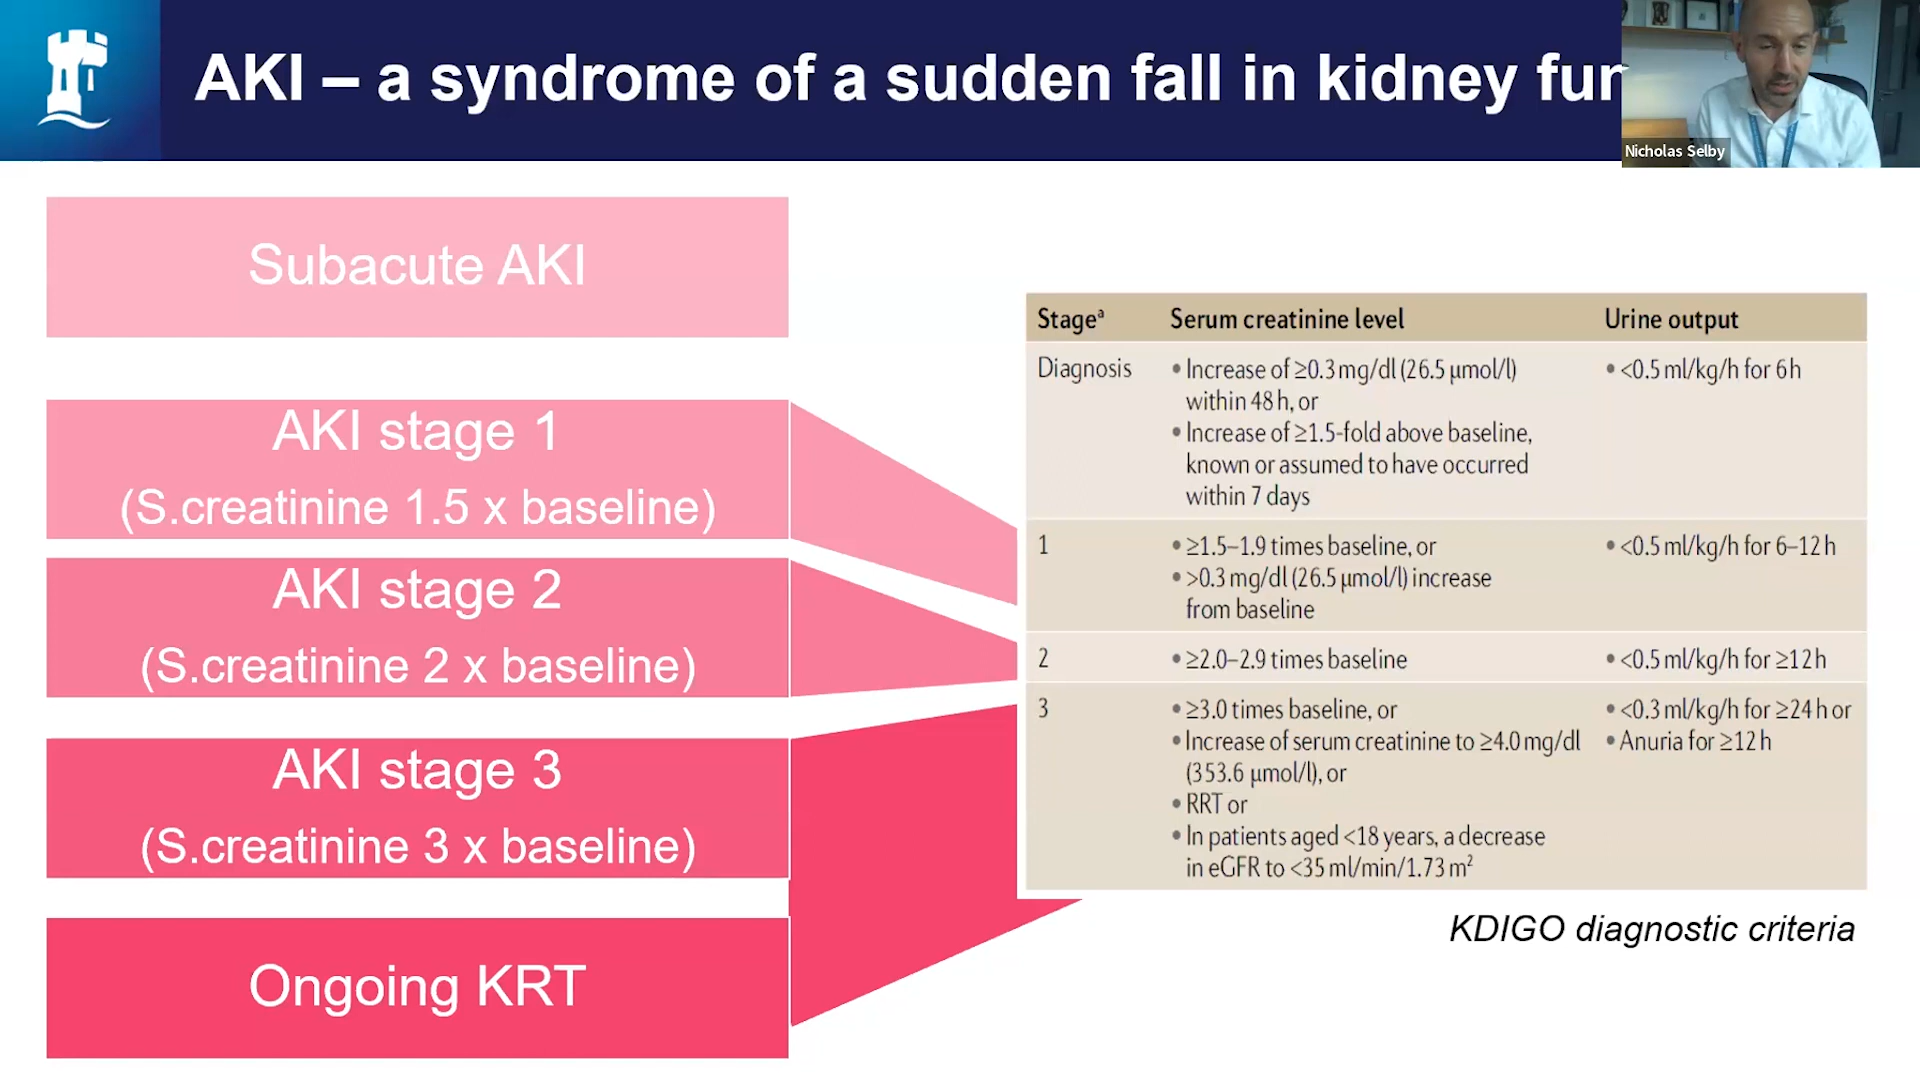 AKI – a syndrome of a sudden fall in kidney fun
Nicholas Selby
Subacute AKI
AKI stage 1
(S.creatinine 1.5 x baseline)
AKI stage 2
(S.creatinine 2 x baseline)
AKI stage 3
(S.creatinine 3 x baseline)
Ongoing KRT
Stageᵃ Serum creatinine level Urine output
Diagnosis • Increase of ≥0.3 mg/dl (26.5 μmol/l) • <0.5 ml/kg/h for 6 h
within 48 h, or
• Increase of ≥1.5-fold above baseline,
known or assumed to have occurred
within 7 days
1 • ≥1.5–1.9 times baseline, or • <0.5 ml/kg/h for 6–12 h
• >0.3 mg/dl (26.5 μmol/l) increase
from baseline
2 • ≥2.0–2.9 times baseline • <0.5 ml/kg/h for ≥12 h
3 • ≥3.0 times baseline, or • <0.3 ml/kg/h for ≥24 h or
• Increase of serum creatinine to ≥4.0 mg/dl • Anuria for ≥12 h
(353.6 μmol/l), or
• RRT or
• In patients aged <18 years, a decrease
in eGFR to <35 ml/min/1.73 m²
KDIGO diagnostic criteria